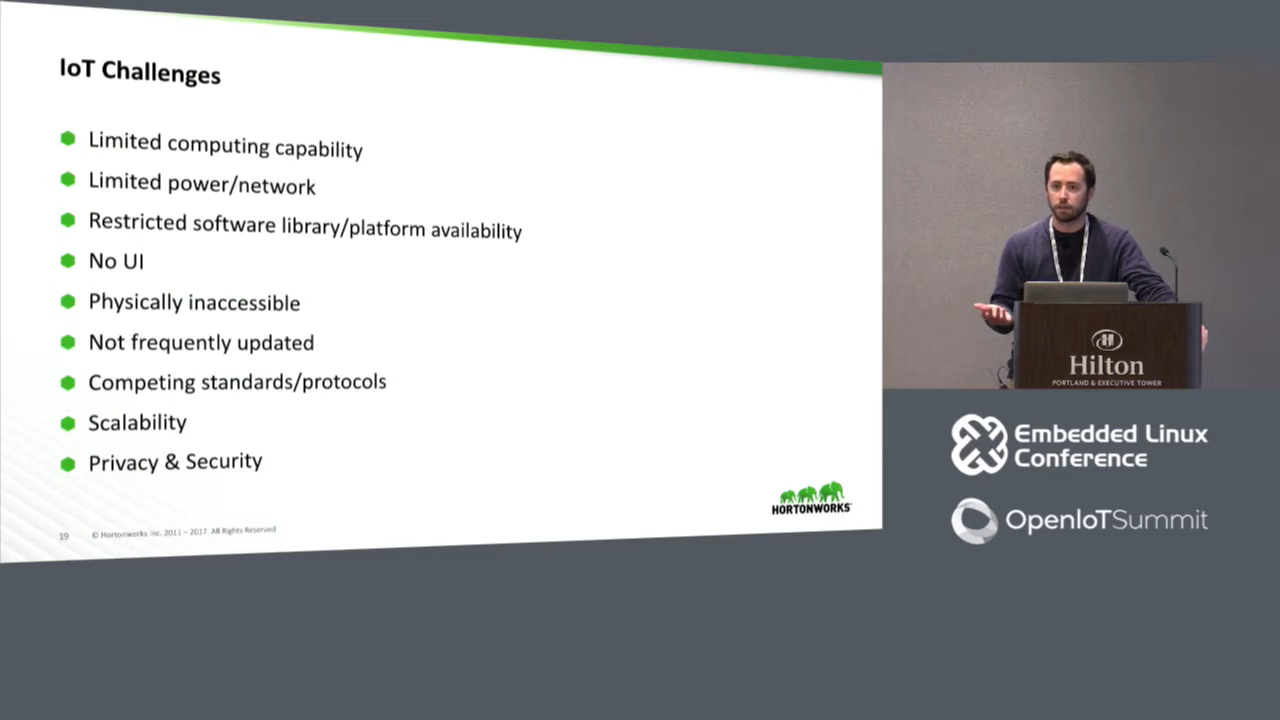 IoT Challenges
Limited computing capability
Limited power/network
Restricted software library/platform availability
No UI
Physically inaccessible
Not frequently updated
Competing standards/protocols
Scalability
Privacy & Security
HORTONWORKS
19 © Hortonworks Inc. 2011 – 2017. All Rights Reserved
H
Hilton
PORTLAND & EXECUTIVE TOWER
Embedded Linux
Conference
OpenIoTSummit